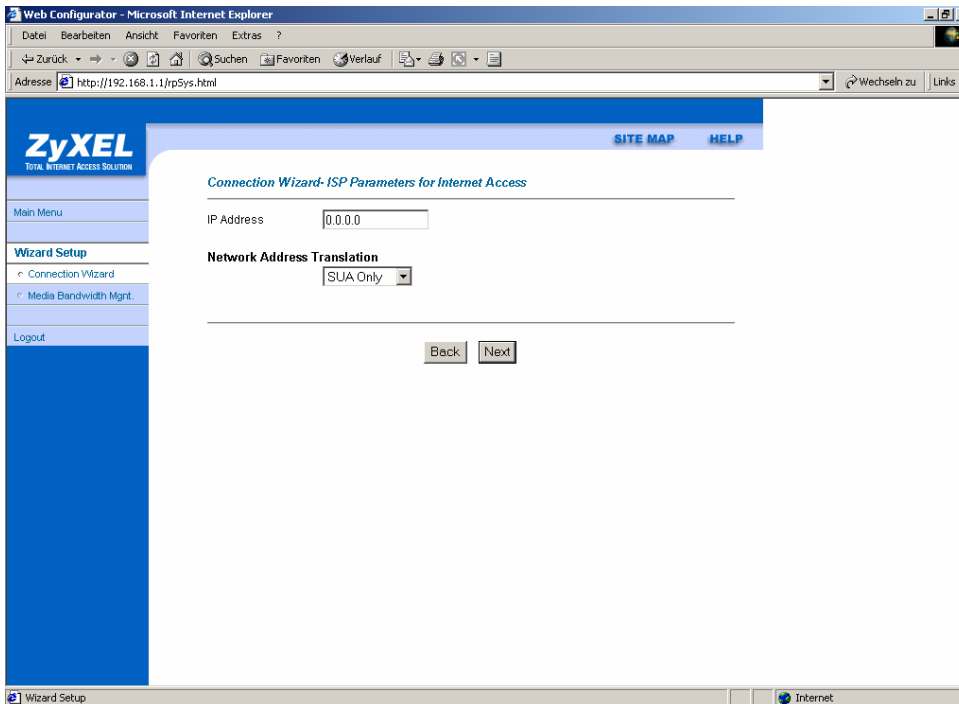 Web Configurator - Microsoft Internet Explorer
Datei Bearbeiten Ansicht Favoriten Extras ?
Zurück Suchen Favoriten Verlauf
Adresse http://192.168.1.1/rpSys.html Wechseln zu Links
ZyXEL
TOTAL INTERNET ACCESS SOLUTION
SITE MAP HELP
Main Menu
Wizard Setup
Connection Wizard
Media Bandwidth Mgnt.
Logout
Connection Wizard- ISP Parameters for Internet Access
IP Address 0.0.0.0
Network Address Translation
SUA Only
Back Next
Wizard Setup Internet